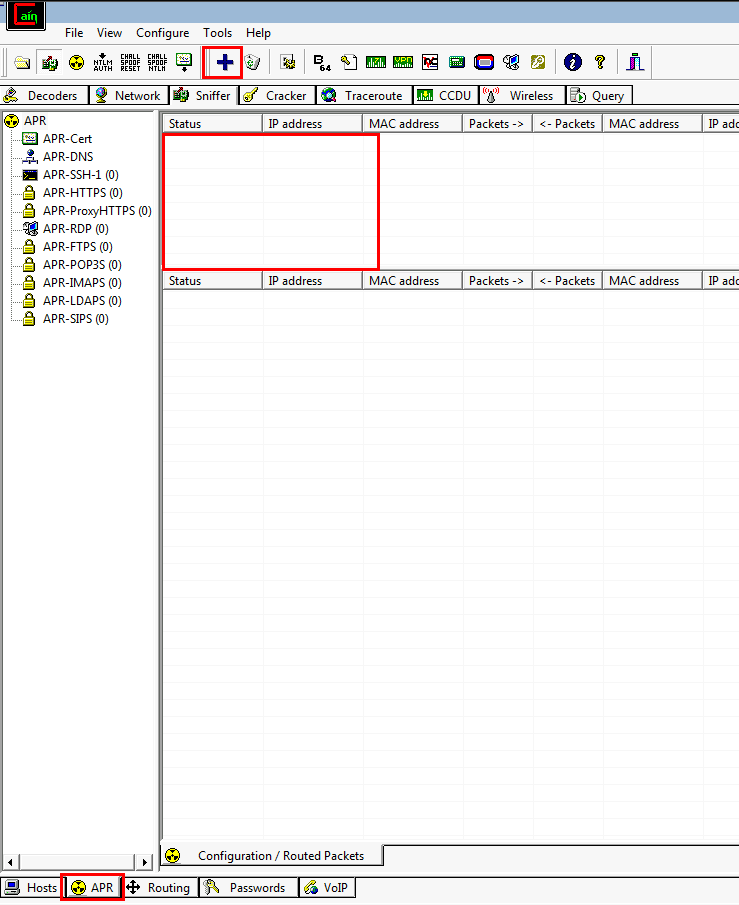 Cain
File View Configure Tools Help
NTLM AUTH CHALL SPOOF RESET CHALL SPOOF NTLM B 64
Decoders Network Sniffer Cracker Traceroute CCDU Wireless Query
APR
APR-Cert
APR-DNS
APR-SSH-1 (0)
APR-HTTPS (0)
APR-ProxyHTTPS (0)
APR-RDP (0)
APR-FTPS (0)
APR-POP3S (0)
APR-IMAPS (0)
APR-LDAPS (0)
APR-SIPS (0)
Status IP address MAC address Packets -> <- Packets MAC address IP add
Status IP address MAC address Packets -> <- Packets MAC address IP add
Configuration / Routed Packets
Hosts APR Routing Passwords VoIP